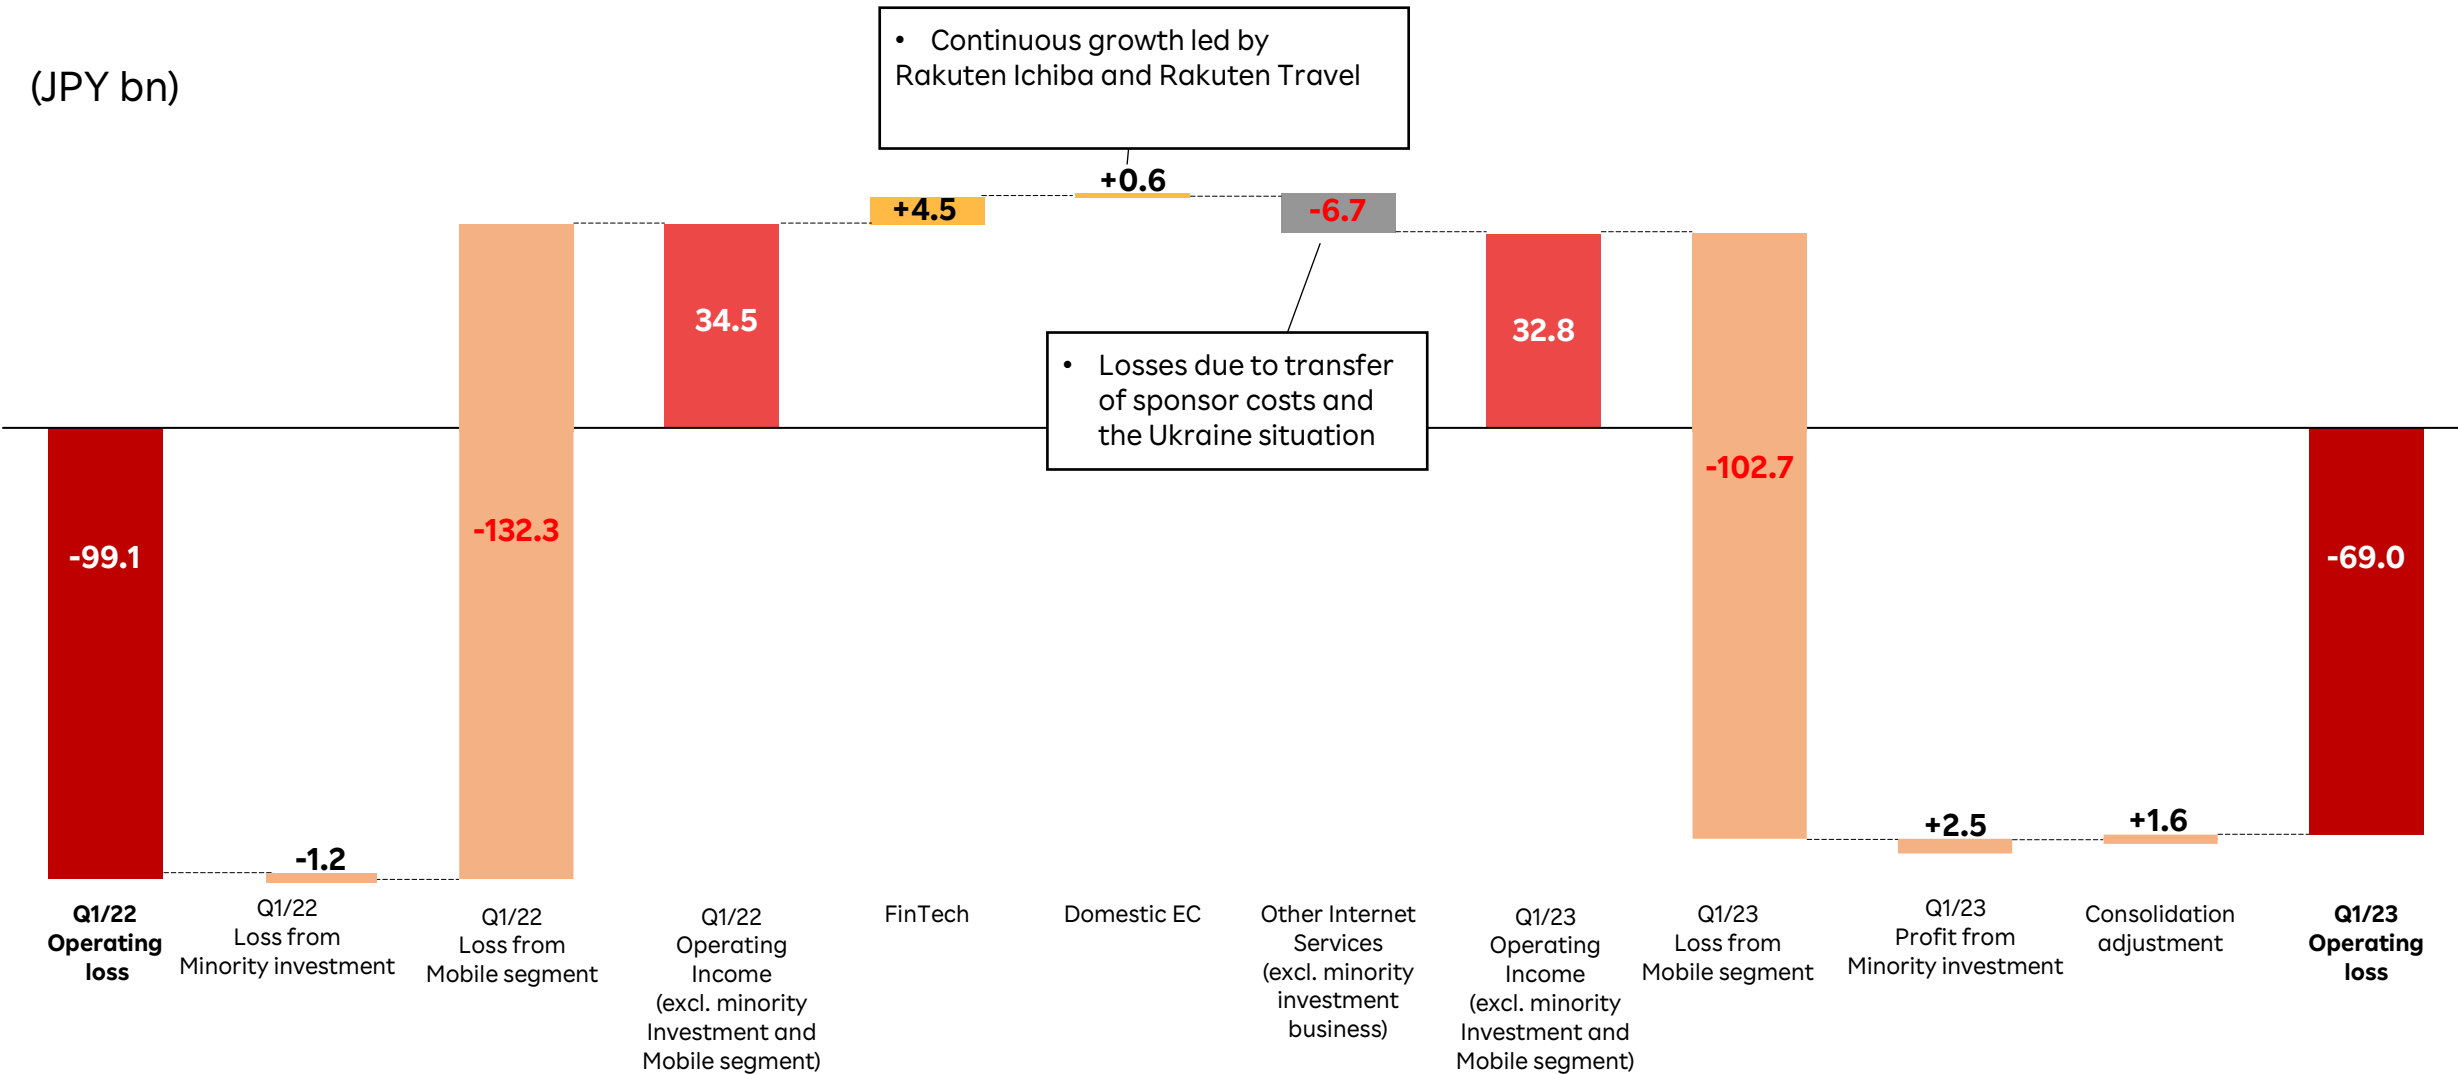 (JPY bn)
• Continuous growth led by
Rakuten Ichiba and Rakuten Travel
+4.5
+0.6
-6.7
34.5
32.8
• Losses due to transfer
of sponsor costs and
the Ukraine situation
-102.7
-132.3
-99.1
-69.0
-1.2
+2.5
+1.6
Q1/22
Operating
loss
Q1/22
Loss from
Minority investment
Q1/22
Loss from
Mobile segment
Q1/22
Operating
Income
(excl. minority
Investment and
Mobile segment)
FinTech
Domestic EC
Other Internet
Services
(excl. minority
investment
business)
Q1/23
Operating
Income
(excl. minority
Investment and
Mobile segment)
Q1/23
Loss from
Mobile segment
Q1/23
Profit from
Minority investment
Consolidation
adjustment
Q1/23
Operating
loss